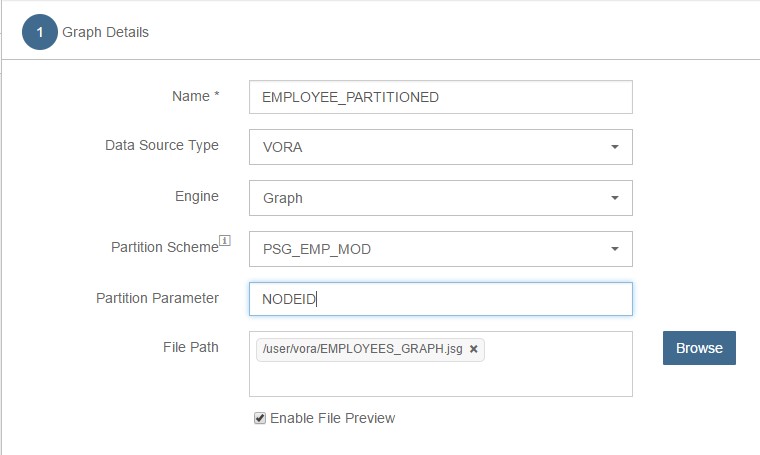 1 Graph Details
Name * EMPLOYEE_PARTITIONED
Data Source Type VORA
Engine Graph
Partition Scheme i PSG_EMP_MOD
Partition Parameter NODEID
File Path /user/vora/EMPLOYEES_GRAPH.jsg × Browse
Enable File Preview